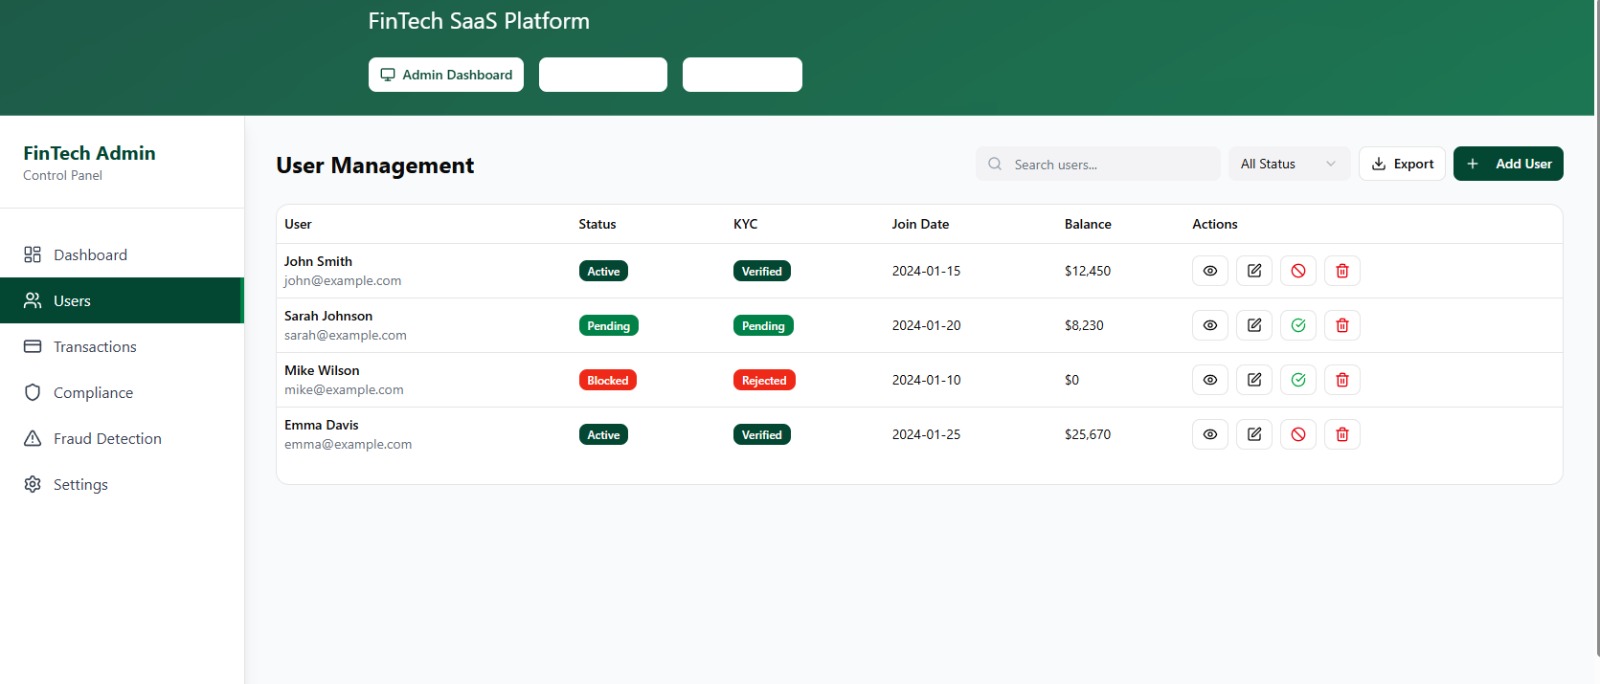 FinTech SaaS Platform
Admin Dashboard
FinTech Admin
Control Panel
Dashboard
Users
Transactions
Compliance
Fraud Detection
Settings
User Management
Search users...
All Status
Export
+ Add User
User Status KYC Join Date Balance Actions
John Smith
john@example.com
Active Verified 2024-01-15 $12,450
Sarah Johnson
sarah@example.com
Pending Pending 2024-01-20 $8,230
Mike Wilson
mike@example.com
Blocked Rejected 2024-01-10 $0
Emma Davis
emma@example.com
Active Verified 2024-01-25 $25,670